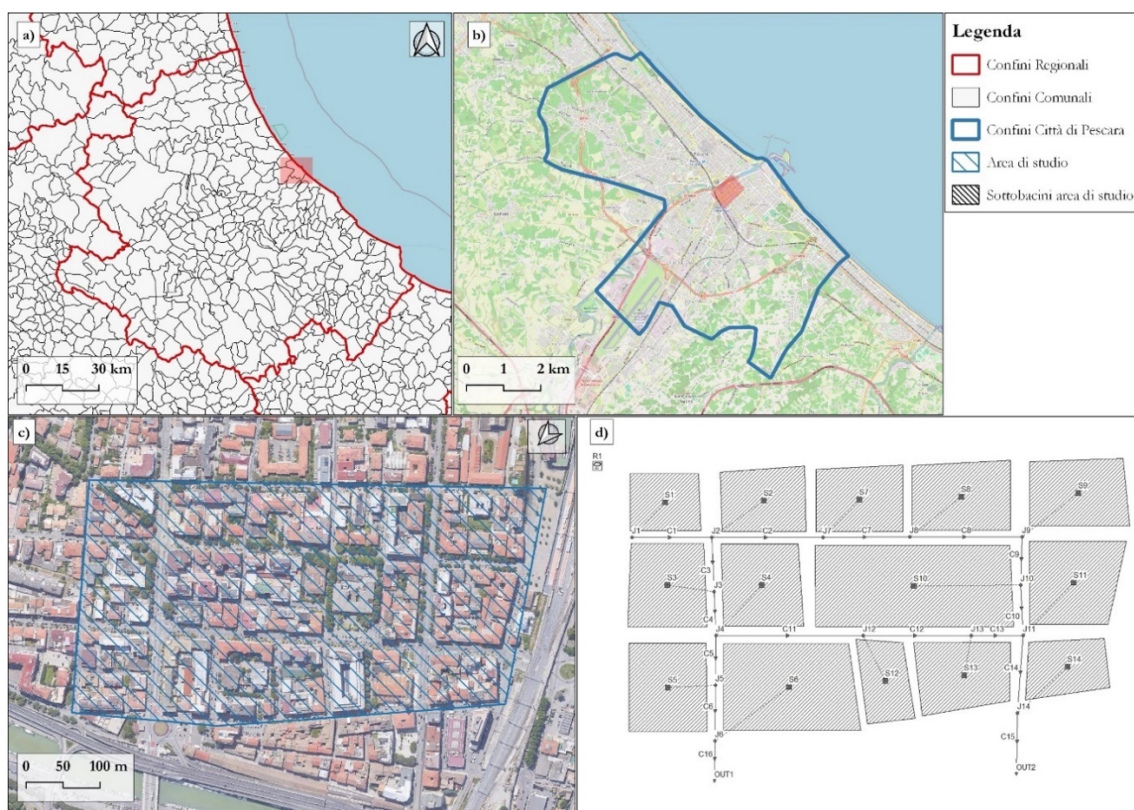 a)
0 15 30 km
b)
0 1 2 km
Legenda
Confini Regionali
Confini Comunali
Confini Città di Pescara
Area di studio
Sottobacini area di studio
c)
0 50 100 m
d)
R1
S1
S2
S7
S8
S9
J1 C1 J2 C2 J7 C7 J8 C8 J9
C3
C9
S3
J3
S4
S10
J10
S11
C4
C10
J4 C11 J12 C12 J13 C13 J11
C5
S5
J5
S6
S12
S13
C14
S14
C6
J6
J14
C16
C15
OUT1
OUT2